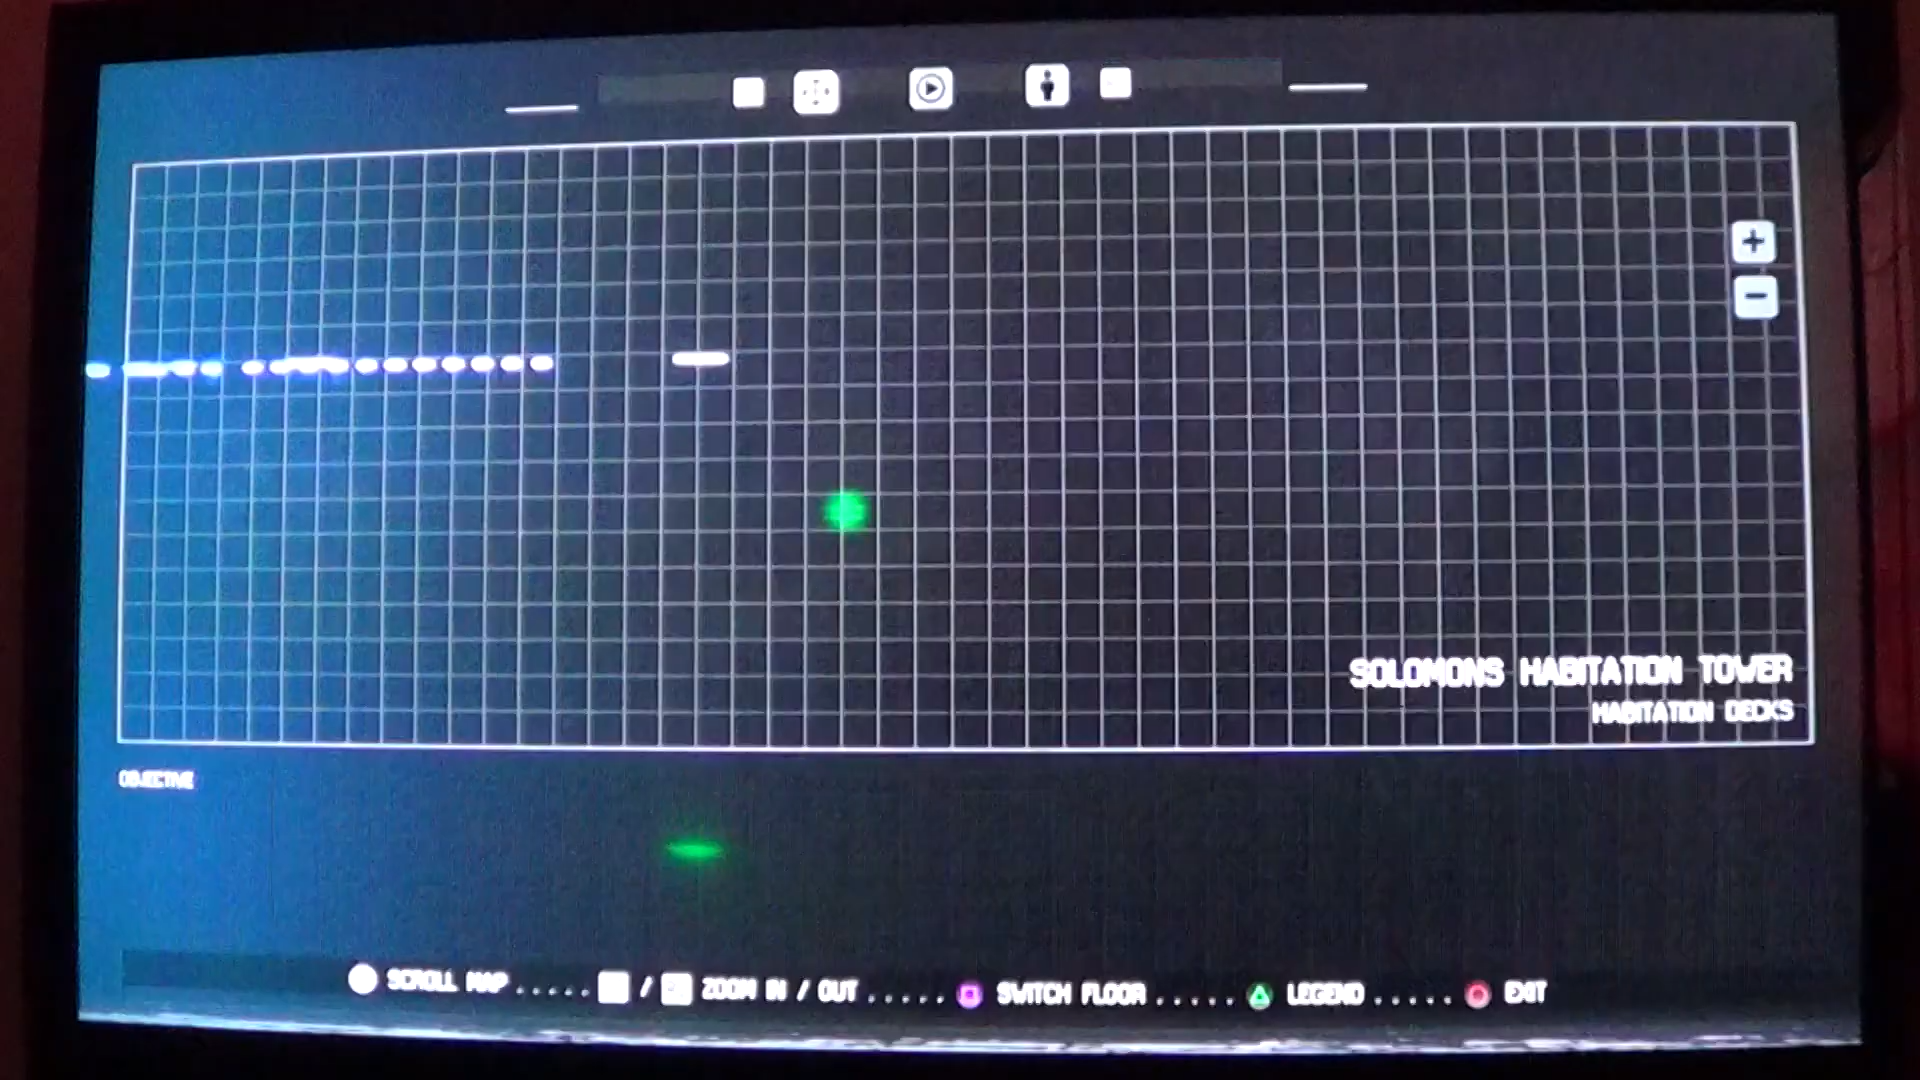 SOLOMONS HABITATION TOWER
HABITATION DECKS
OBJECTIVE
SCROLL MAP ..... / ZOOM IN / OUT ..... SWITCH FLOOR ..... LEGEND ..... EXIT